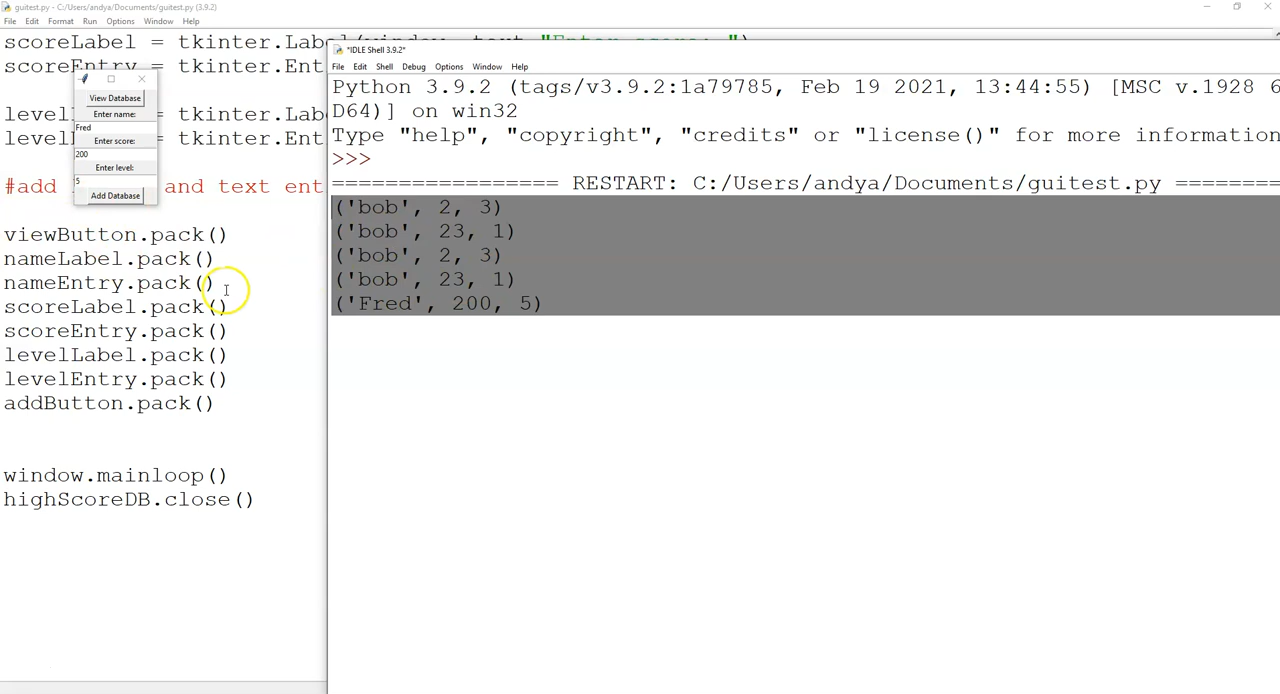 guitest.py - C:/Users/andya/Documents/guitest.py (3.9.2)
File Edit Format Run Options Window Help
scoreLabel = tkinter.Label(window, text "Enter score: ")
scoreEntry = tkinter.Ent
level = tkinter.Lab
level = tkinter.Ent
#add and text ent
viewButton.pack()
nameLabel.pack()
nameEntry.pack()
scoreLabel.pack()
scoreEntry.pack()
levelLabel.pack()
levelEntry.pack()
addButton.pack()
window.mainloop()
highScoreDB.close()
View Database
Enter name:
Fred
Enter score:
200
Enter level:
5
Add Database
*IDLE Shell 3.9.2*
File Edit Shell Debug Options Window Help
Python 3.9.2 (tags/v3.9.2:1a79785, Feb 19 2021, 13:44:55) [MSC v.1928 6
D64)] on win32
Type "help", "copyright", "credits" or "license()" for more information
>>>
================= RESTART: C:/Users/andya/Documents/guitest.py ========
('bob', 2, 3)
('bob', 23, 1)
('bob', 2, 3)
('bob', 23, 1)
('Fred', 200, 5)